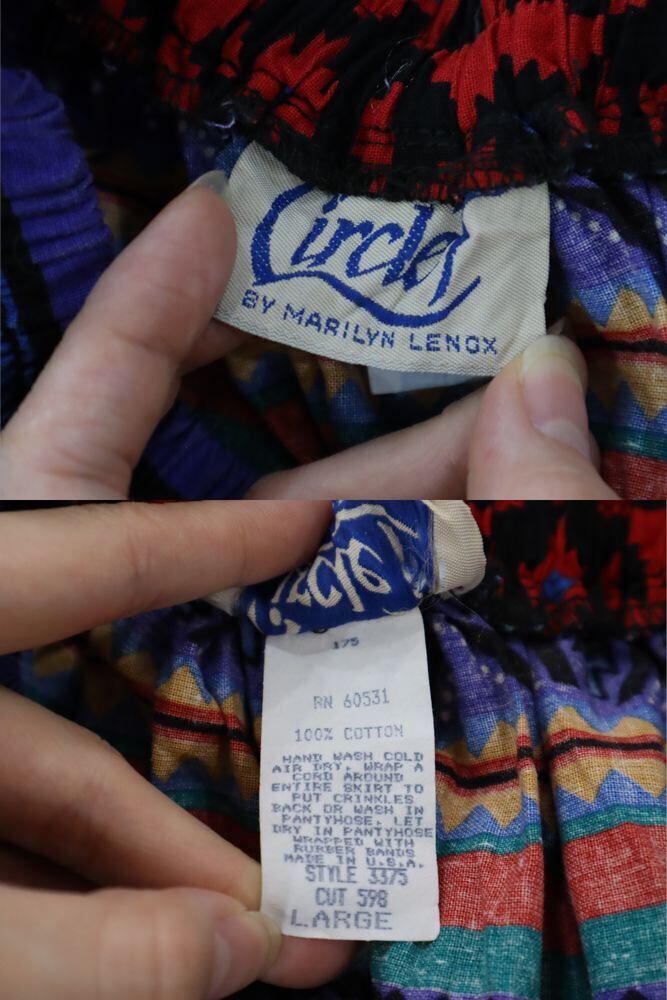 Circles
BY MARILYN LENOX
175
RN 60531
100% COTTON
HAND WASH COLD
AIR DRY. WRAP A
CORD AROUND
ENTIRE SKIRT TO
PUT CRINKLES
BACK OR WASH IN
PANTYHOSE. LET
DRY IN PANTYHOSE
WRAPPED WITH
RUBBER BANDS
MADE IN U.S.A.
STYLE 3375
CUT 598
LARGE